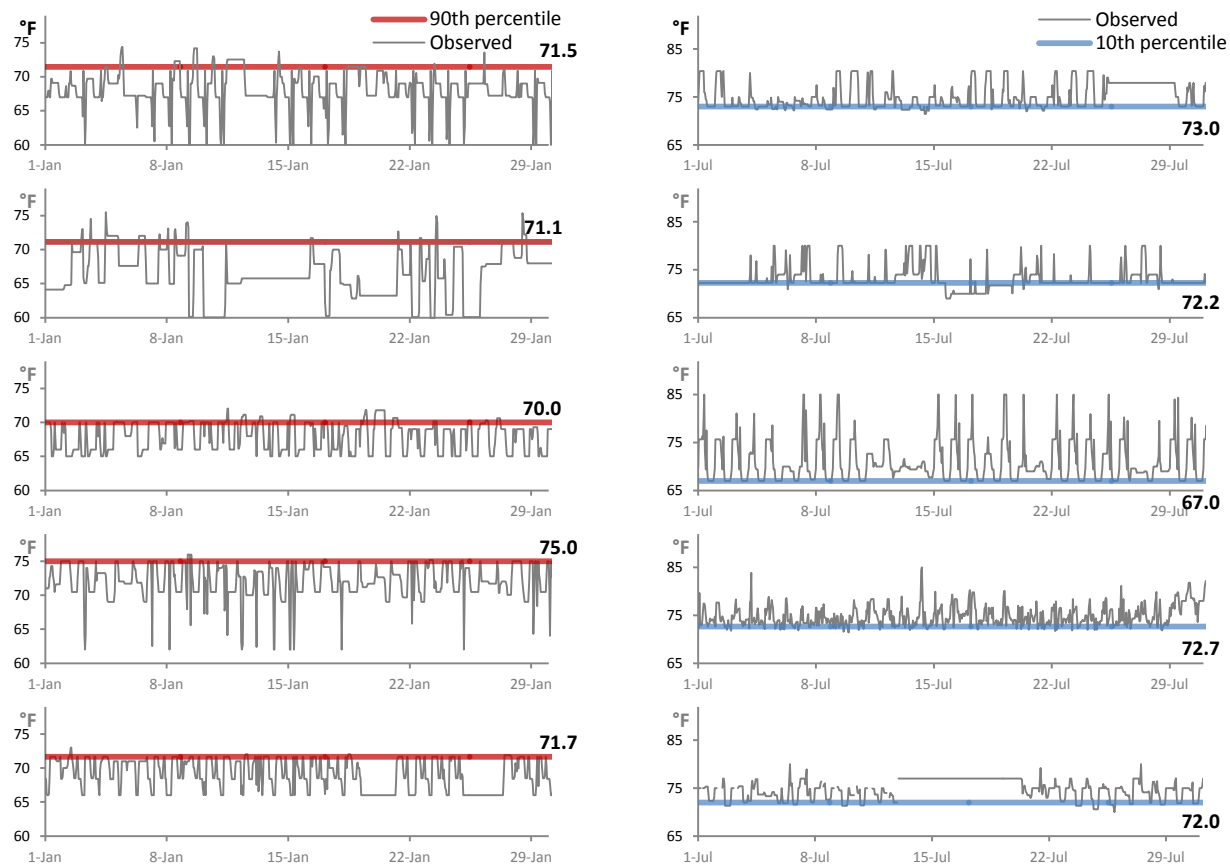 °F
90th percentile
Observed
71.5
75
70
65
60
1-Jan
8-Jan
15-Jan
22-Jan
29-Jan
°F
71.1
75
70
65
60
1-Jan
8-Jan
15-Jan
22-Jan
29-Jan
°F
70.0
75
70
65
60
1-Jan
8-Jan
15-Jan
22-Jan
29-Jan
°F
75.0
75
70
65
60
1-Jan
8-Jan
15-Jan
22-Jan
29-Jan
°F
71.7
75
70
65
60
1-Jan
8-Jan
15-Jan
22-Jan
29-Jan
°F
Observed
10th percentile
85
75
65
73.0
1-Jul
8-Jul
15-Jul
22-Jul
29-Jul
°F
85
75
65
72.2
1-Jul
8-Jul
15-Jul
22-Jul
29-Jul
°F
85
75
65
67.0
1-Jul
8-Jul
15-Jul
22-Jul
29-Jul
°F
85
75
65
72.7
1-Jul
8-Jul
15-Jul
22-Jul
29-Jul
°F
85
75
65
72.0
1-Jul
8-Jul
15-Jul
22-Jul
29-Jul